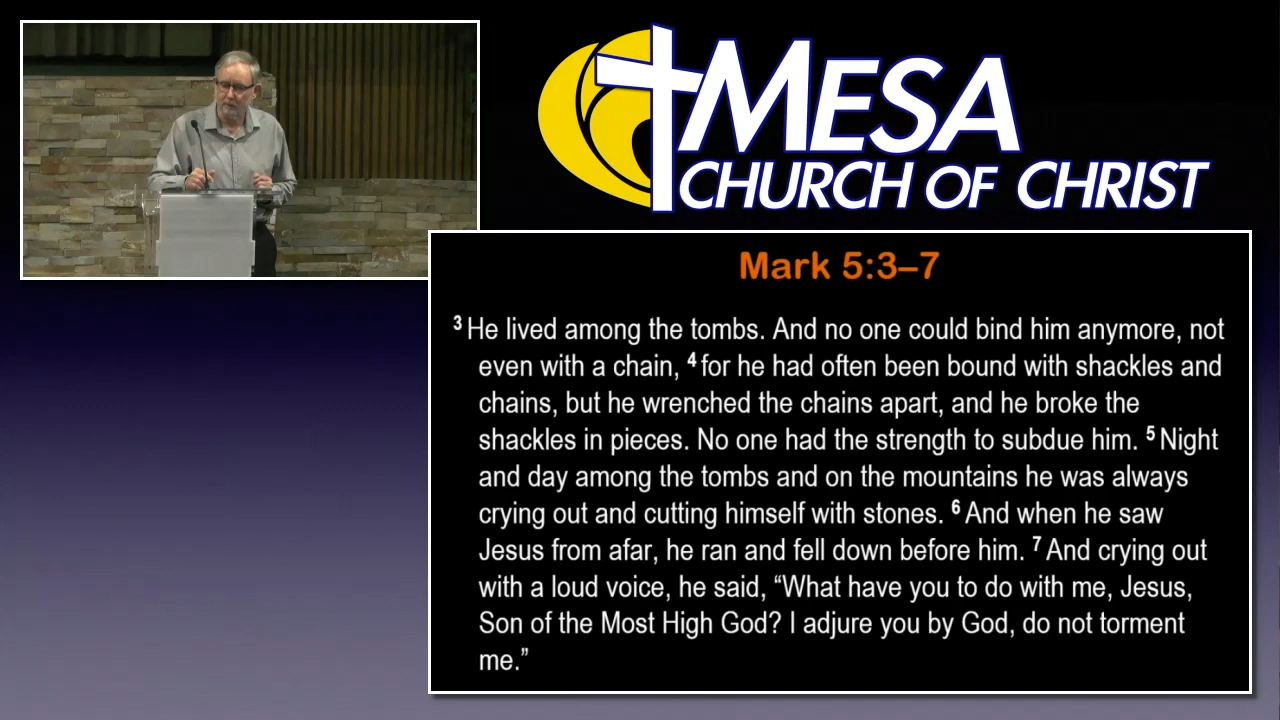 MESA
CHURCH OF CHRIST
Mark 5:3–7
³ He lived among the tombs. And no one could bind him anymore, not
even with a chain, ⁴ for he had often been bound with shackles and
chains, but he wrenched the chains apart, and he broke the
shackles in pieces. No one had the strength to subdue him. ⁵ Night
and day among the tombs and on the mountains he was always
crying out and cutting himself with stones. ⁶ And when he saw
Jesus from afar, he ran and fell down before him. ⁷ And crying out
with a loud voice, he said, “What have you to do with me, Jesus,
Son of the Most High God? I adjure you by God, do not torment
me.”